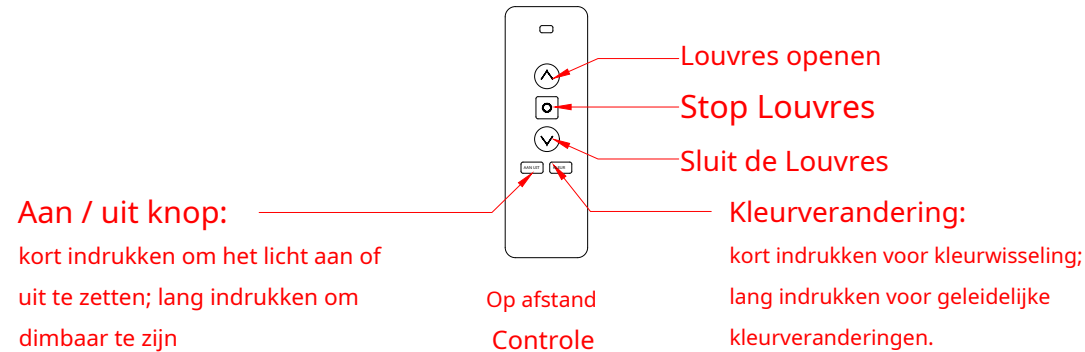 Louvres openen
Stop Louvres
Sluit de Louvres
AAN UIT
Aan / uit knop:
kort indrukken om het licht aan of
uit te zetten; lang indrukken om
dimbaar te zijn
Op afstand
Controle
Kleurverandering:
kort indrukken voor kleurwisseling;
lang indrukken voor geleidelijke
kleurveranderingen.